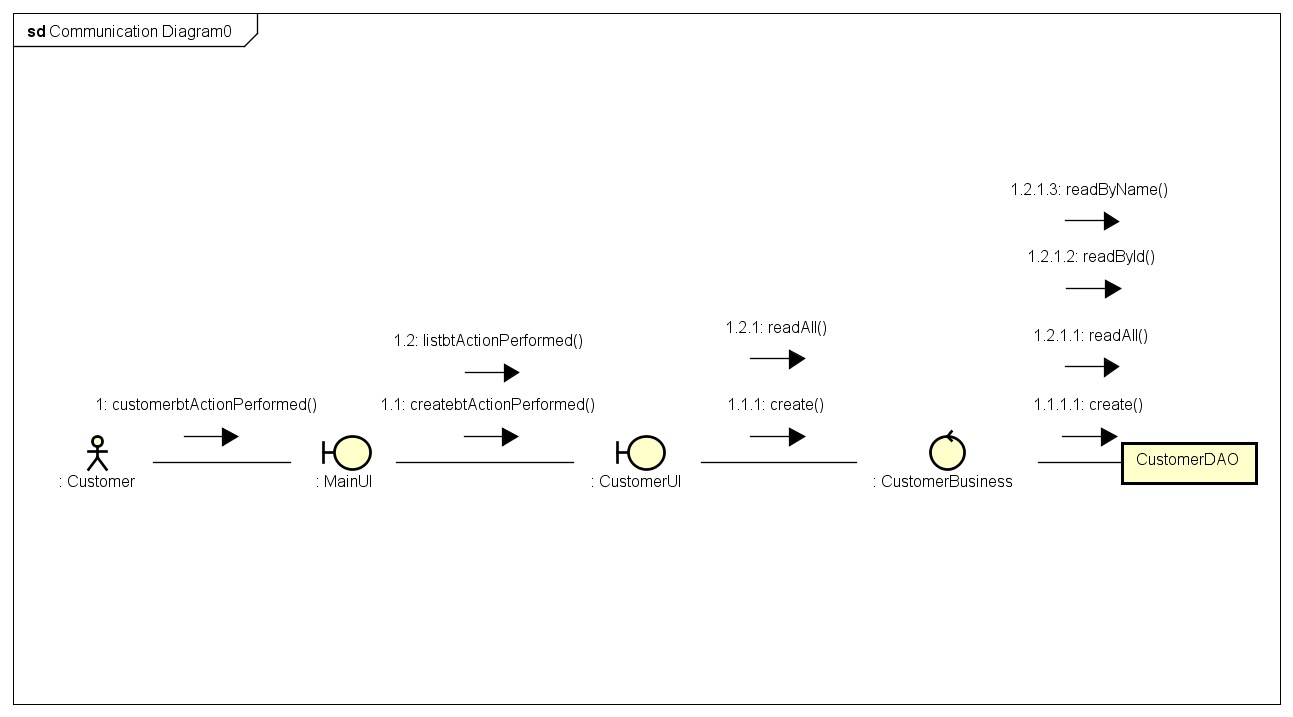 sd Communication Diagram0
1.2.1.3: readByName()
1.2.1.2: readById()
1.2.1: readAll()
1.2.1.1: readAll()
1.2: listbtActionPerformed()
1: customerbtActionPerformed()
1.1: createbtActionPerformed()
1.1.1: create()
1.1.1.1: create()
CustomerDAO
: Customer
: MainUI
: CustomerUI
: CustomerBusiness